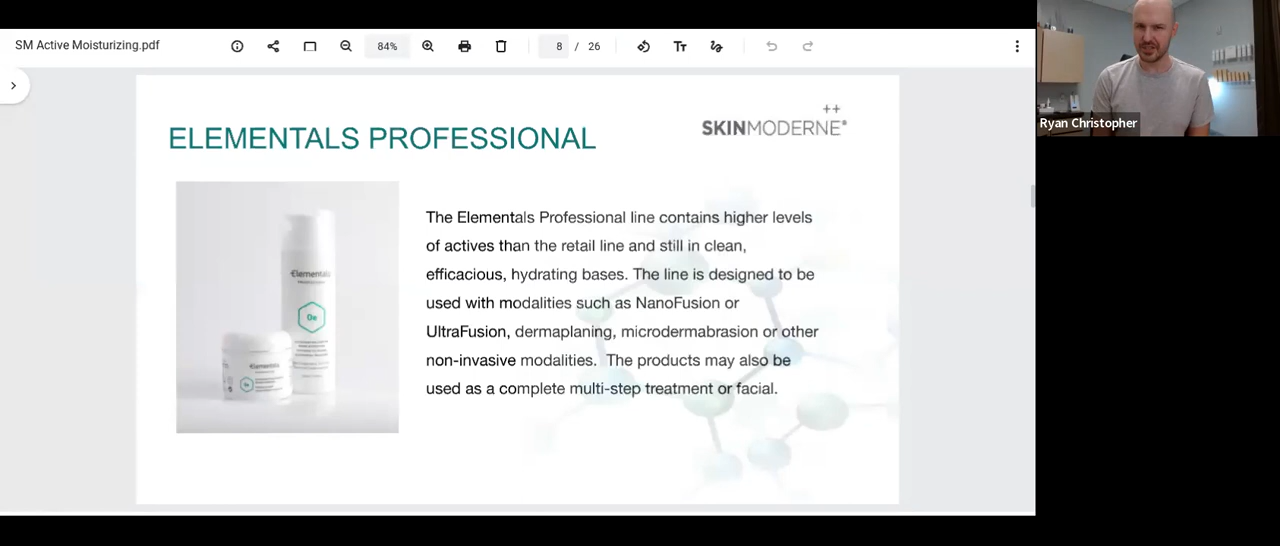 SM Active Moisturizing.pdf
84%
8 / 26
Ryan Christopher
++
SKINMODERNE®
ELEMENTALS PROFESSIONAL
Elementals
De
Elementals
The Elementals Professional line contains higher levels
of actives than the retail line and still in clean,
efficacious, hydrating bases. The line is designed to be
used with modalities such as NanoFusion or
UltraFusion, dermaplaning, microdermabrasion or other
non-invasive modalities. The products may also be
used as a complete multi-step treatment or facial.